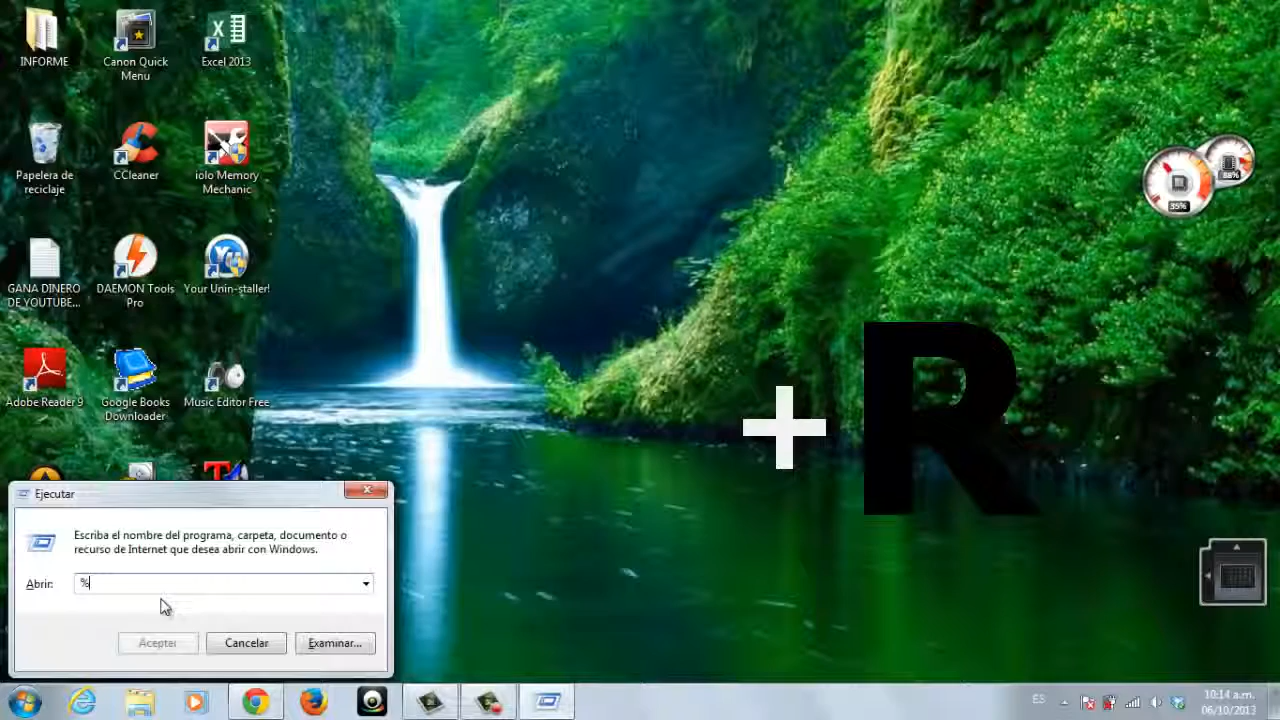 INFORME
Canon Quick
Menu
Excel 2013
Papelera de
reciclaje
CCleaner
iolo Memory
Mechanic
GANA DINERO
DE YOUTUBE...
DAEMON Tools
Pro
Your Unin-staller!
Adobe Reader 9
Google Books
Downloader
Music Editor Free
35%
88%
+ R
Ejecutar
Escriba el nombre del programa, carpeta, documento o
recurso de Internet que desea abrir con Windows.
Abrir:
%
Aceptar
Cancelar
Examinar...
ES
10:14 a.m.
06/10/2013